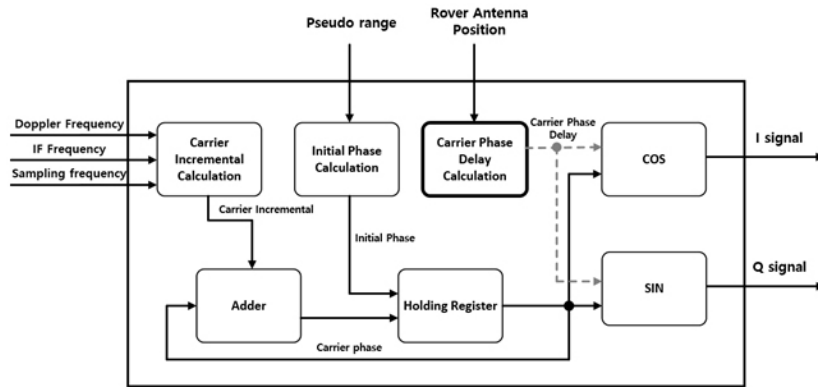 Pseudo range
Rover Antenna
Position
Doppler Frequency
IF Frequency
Sampling frequency
Carrier
Incremental
Calculation
Initial Phase
Calculation
Carrier Phase
Delay
Calculation
Carrier Phase
Delay
COS
I signal
Carrier Incremental
Initial Phase
Adder
Holding Register
SIN
Q signal
Carrier phase